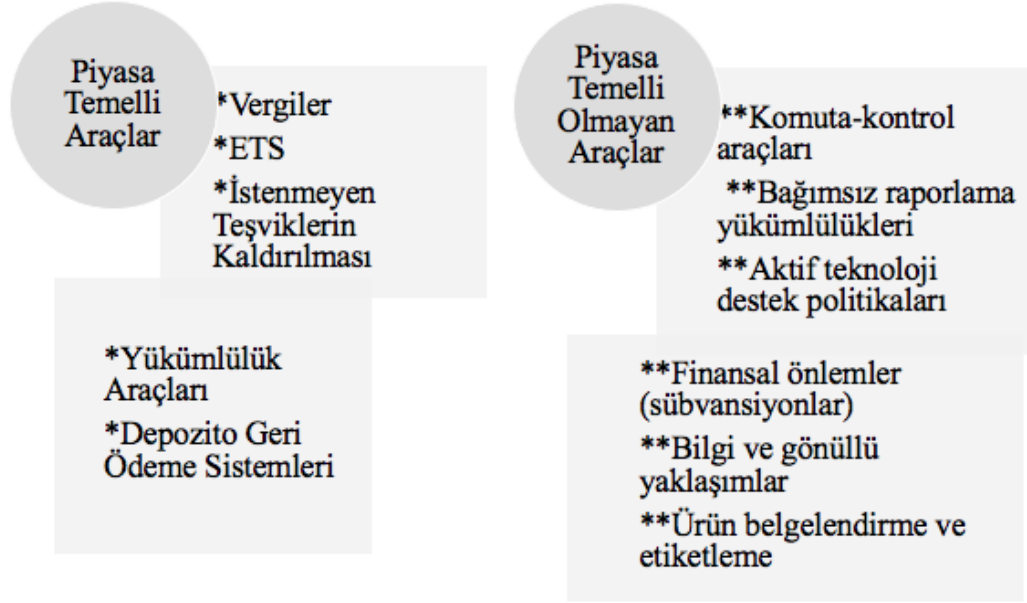 Piyasa
Temelli
Araçlar
*Vergiler
*ETS
*İstenmeyen
Teşviklerin
Kaldırılması
*Yükümlülük
Araçları
*Depozito Geri
Ödeme Sistemleri
Piyasa
Temelli
Olmayan
Araçlar
**Komuta-kontrol
araçları
**Bağımsız raporlama
yükümlülükleri
**Aktif teknoloji
destek politikaları
**Finansal önlemler
(sübvansiyonlar)
**Bilgi ve gönüllü
yaklaşımlar
**Ürün belgelendirme ve
etiketleme